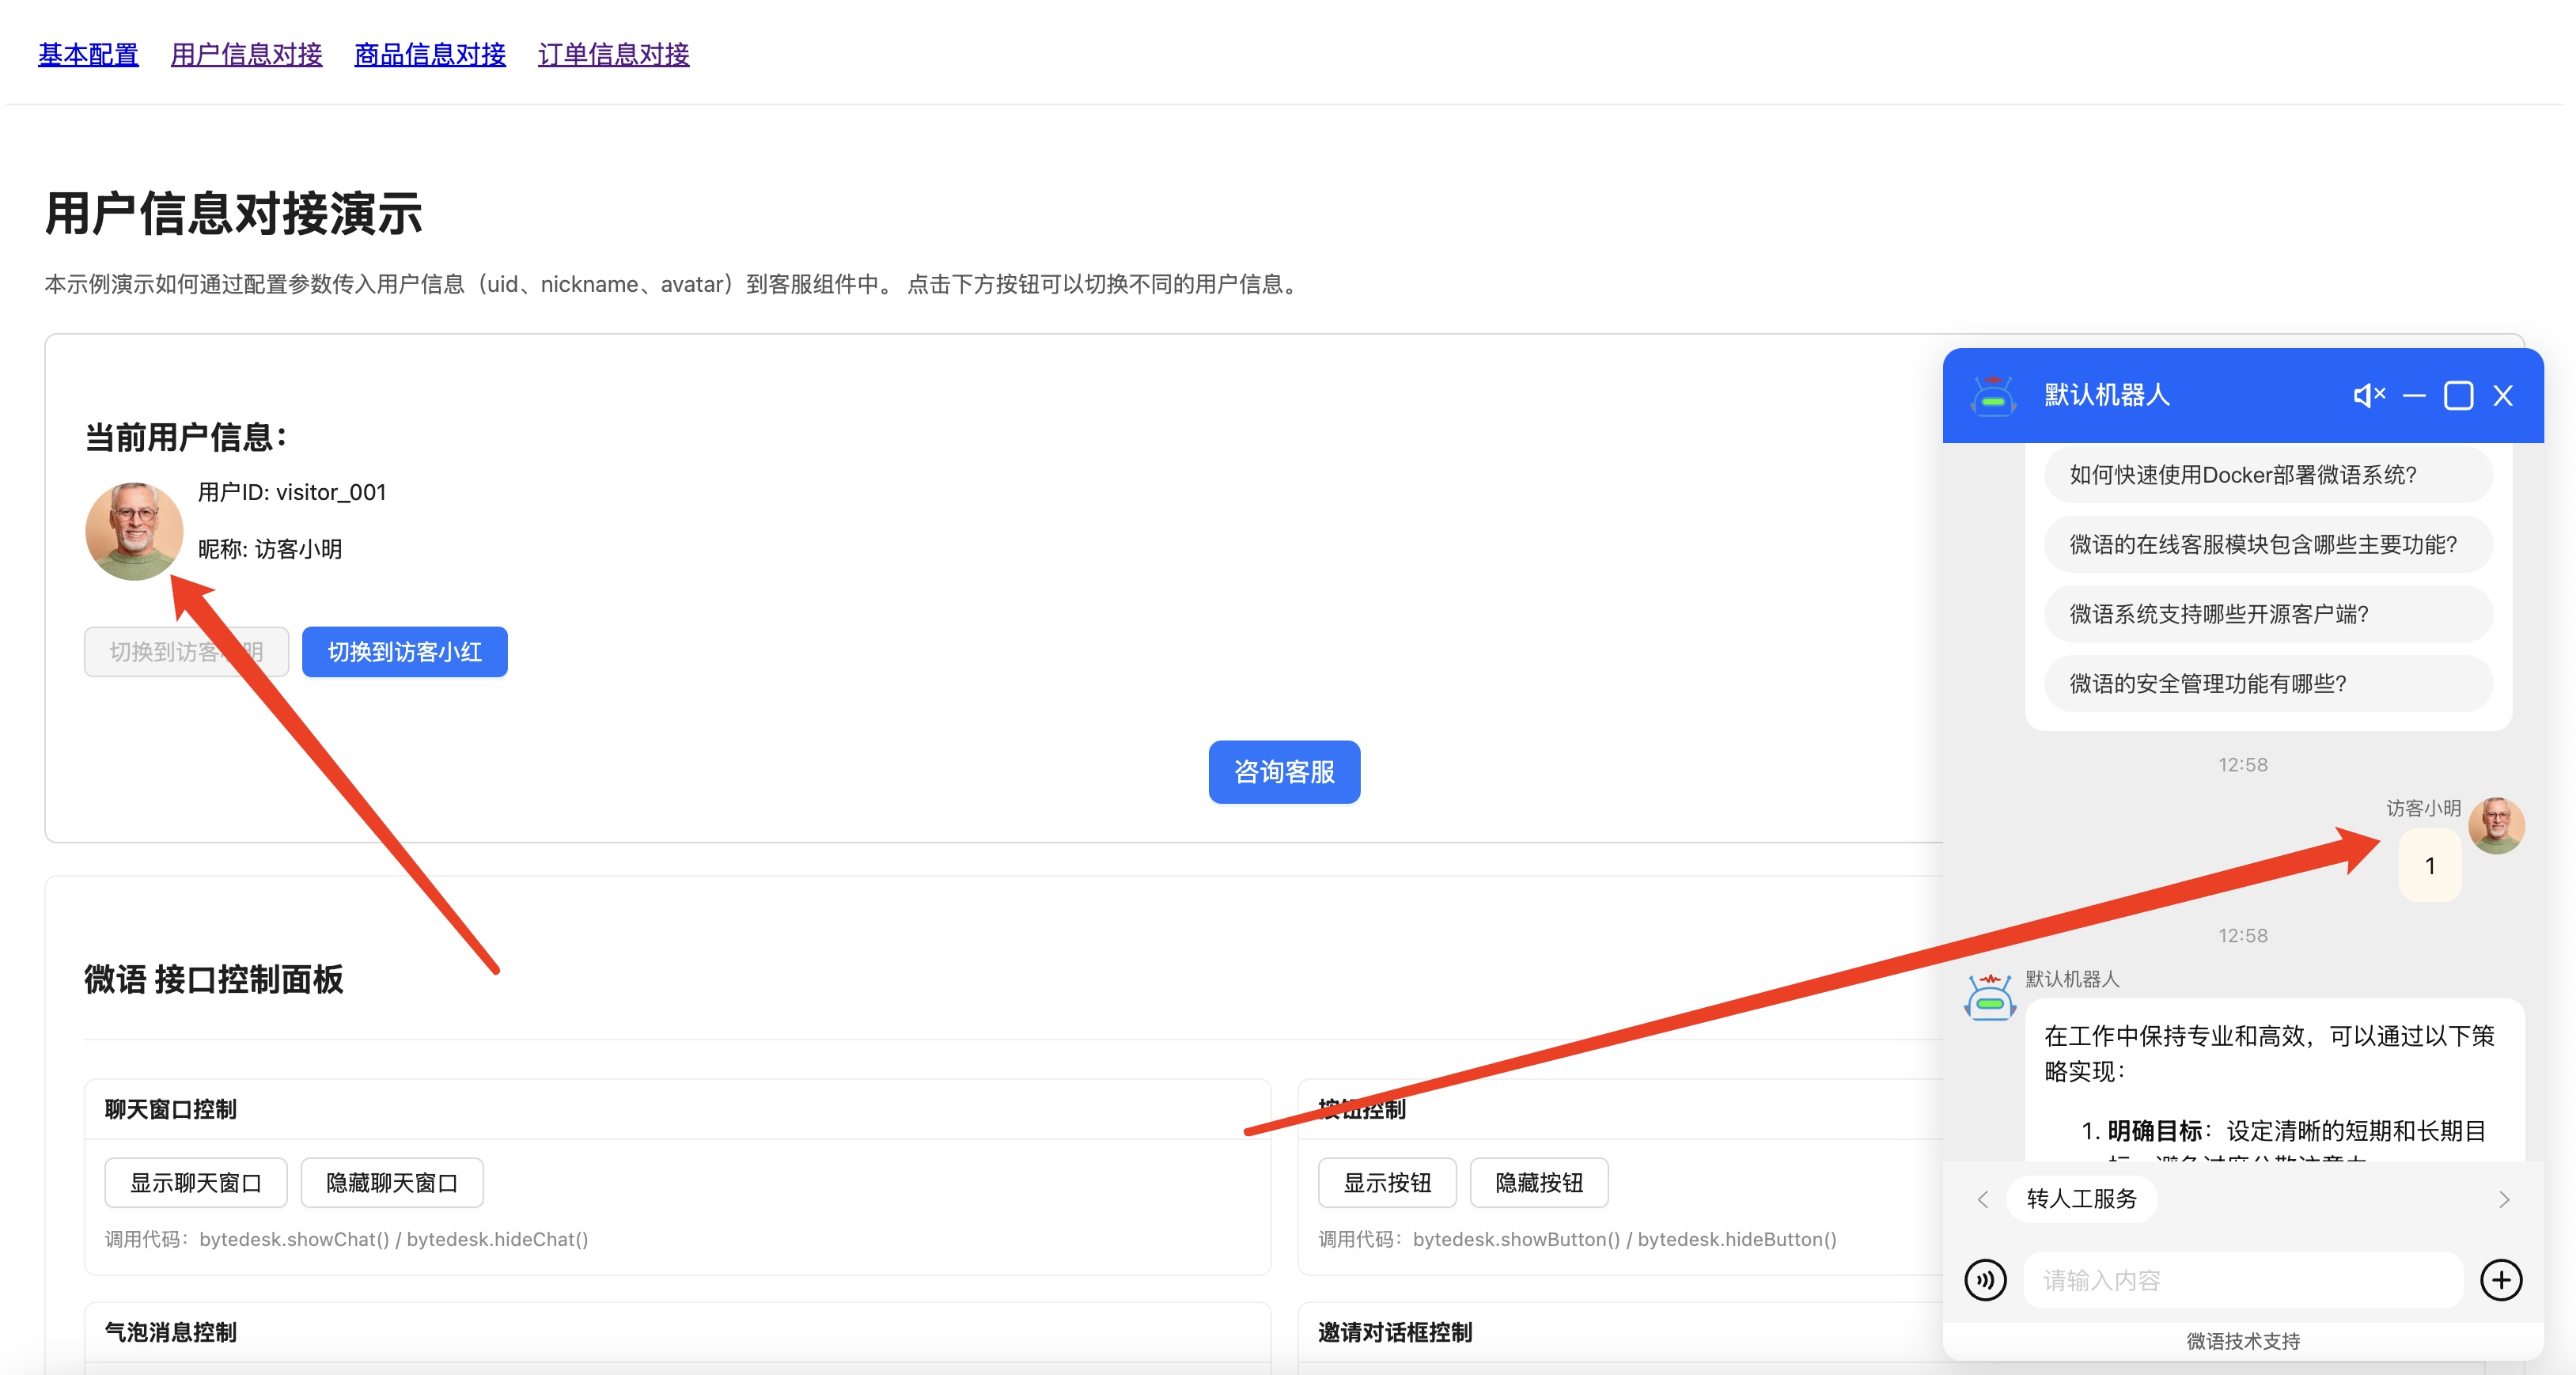 基本配置 用户信息对接 商品信息对接 订单信息对接
用户信息对接演示
本示例演示如何通过配置参数传入用户信息（uid、nickname、avatar）到客服组件中。 点击下方按钮可以切换不同的用户信息。
当前用户信息：
用户ID: visitor_001
昵称: 访客小明
切换到访客小明 切换到访客小红
咨询客服
微语 接口控制面板
聊天窗口控制
显示聊天窗口 隐藏聊天窗口
调用代码：bytedesk.showChat() / bytedesk.hideChat()
按钮控制
显示按钮 隐藏按钮
调用代码：bytedesk.showButton() / bytedesk.hideButton()
气泡消息控制
邀请对话框控制
默认机器人
如何快速使用Docker部署微语系统?
微语的在线客服模块包含哪些主要功能?
微语系统支持哪些开源客户端?
微语的安全管理功能有哪些?
12:58
访客小明
1
12:58
默认机器人
在工作中保持专业和高效，可以通过以下策
略实现：
1. 明确目标：设定清晰的短期和长期目
转人工服务
请输入内容
微语技术支持